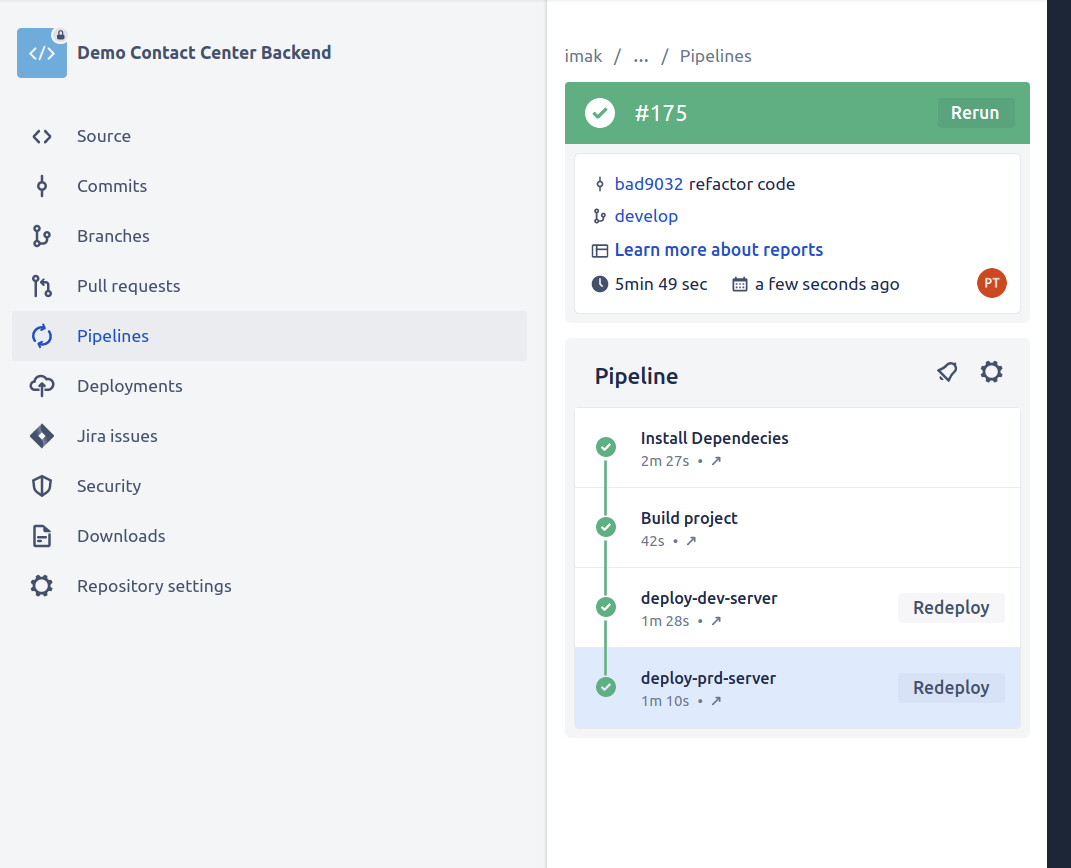 Demo Contact Center Backend
Source
Commits
Branches
Pull requests
Pipelines
Deployments
Jira issues
Security
Downloads
Repository settings
imak / ... / Pipelines
#175 Rerun
bad9032 refactor code
develop
Learn more about reports
5min 49 sec a few seconds ago PT
Pipeline
Install Dependecies
2m 27s • ↗
Build project
42s • ↗
deploy-dev-server
1m 28s • ↗
Redeploy
deploy-prd-server
1m 10s • ↗
Redeploy